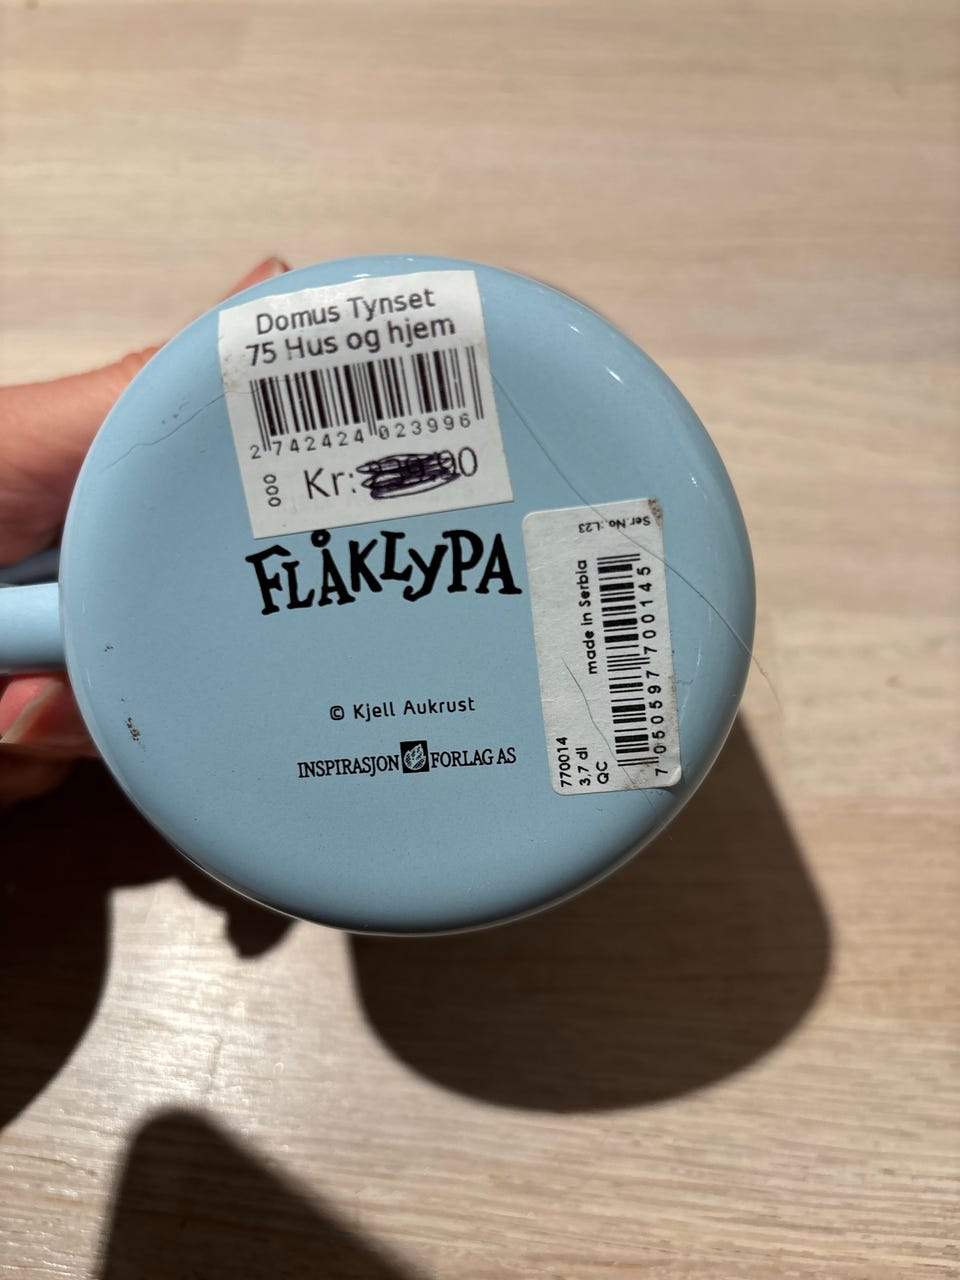 Domus Tynset
75 Hus og hjem
2 742424 023996
000
Kr:
FLÅKLYPA
© Kjell Aukrust
INSPIRASJON FORLAG AS
Ser.No.:L23
made in Serbia
7 050597 700145
770014
3,7 dl
QC